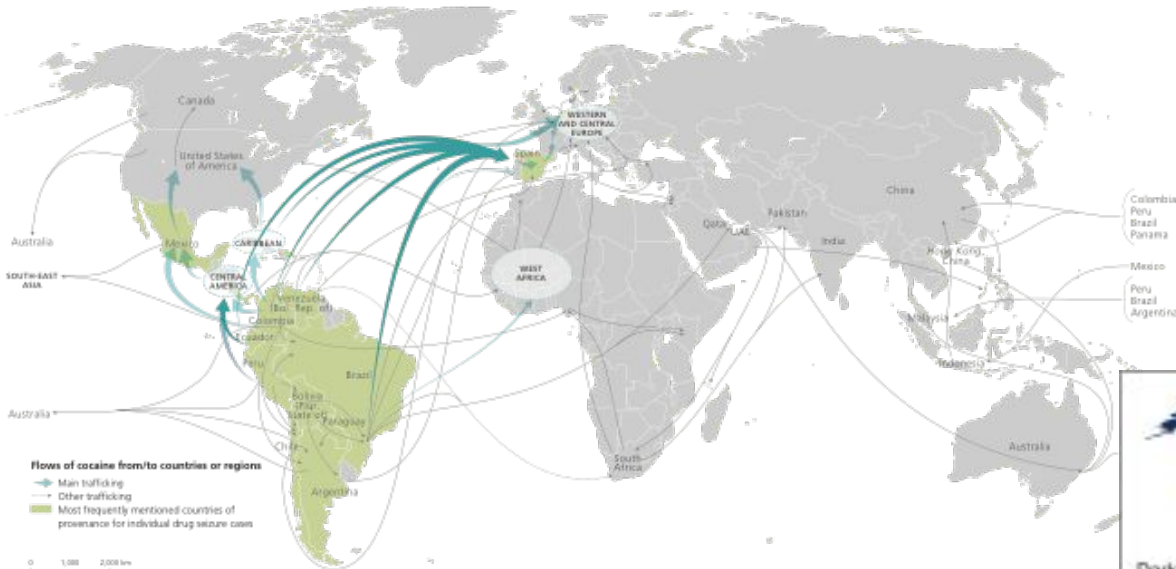 Canada
United States
of America
Australia
SOUTH-EAST
ASIA
Mexico
CARIBBEAN
CENTRAL
AMERICA
Venezuela
(Bol. Rep. of)
Colombia
Ecuador
Peru
Brazil
Bolivia
(Plur.
State of)
Paraguay
Chile
Argentina
Australia
WESTERN
AND CENTRAL
EUROPE
Spain
WEST
AFRICA
South
Africa
Qatar
UAE
Pakistan
India
China
Hong Kong,
China
Malaysia
Indonesia
Australia
Colombia
Peru
Brazil
Panama
Mexico
Peru
Brazil
Argentina
Flows of cocaine from/to countries or regions
Main trafficking
Other trafficking
Most frequently mentioned countries of
provenance for individual drug seizure cases
0 1,000 2,000 km